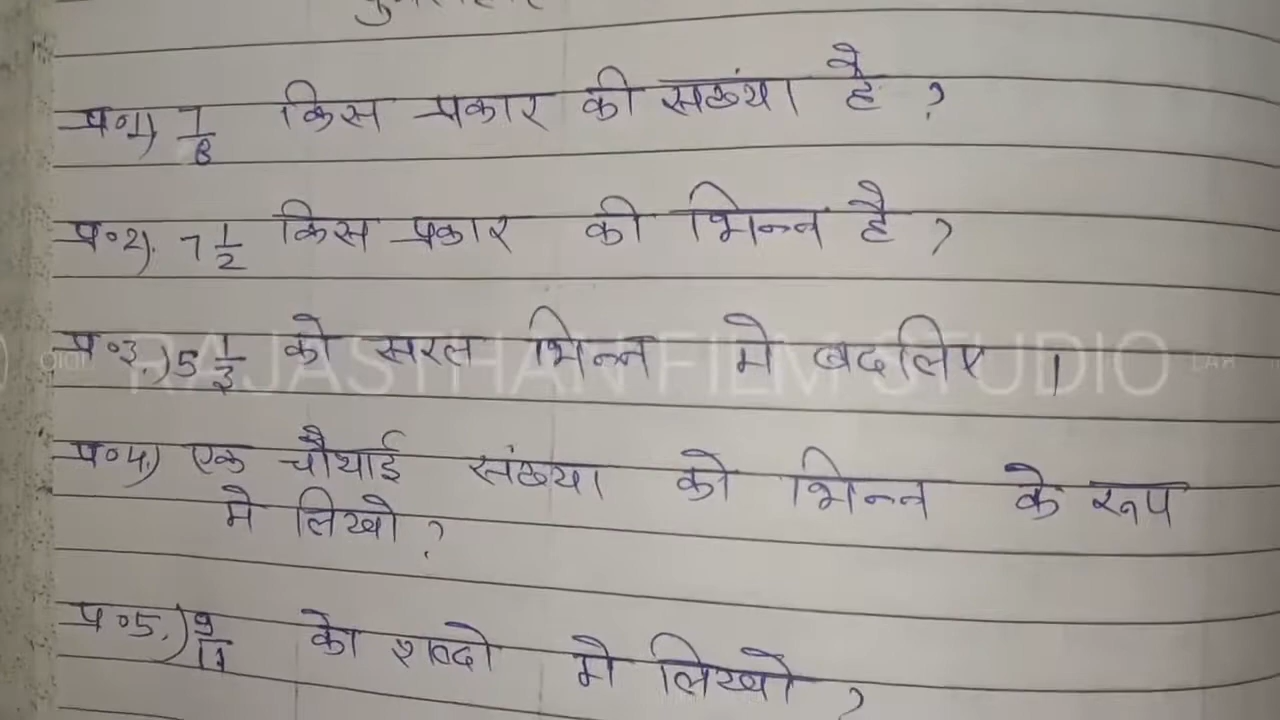 प्र०1) 7/8 किस प्रकार की सख्ंया है ?
प्र०2). 7 1/2 किस प्रकार की भिन्न है ?
प्र०3.) 5 1/3 को सरल भिन्न मे बदलिए ।
RAJASTHAN FILM STUDIO
प्र०4.) एक चौथाई संख्या को भिन्न के रूप
मे लिखो ?
प्र०5.) 9/11 को शब्दो मे लिखो ?